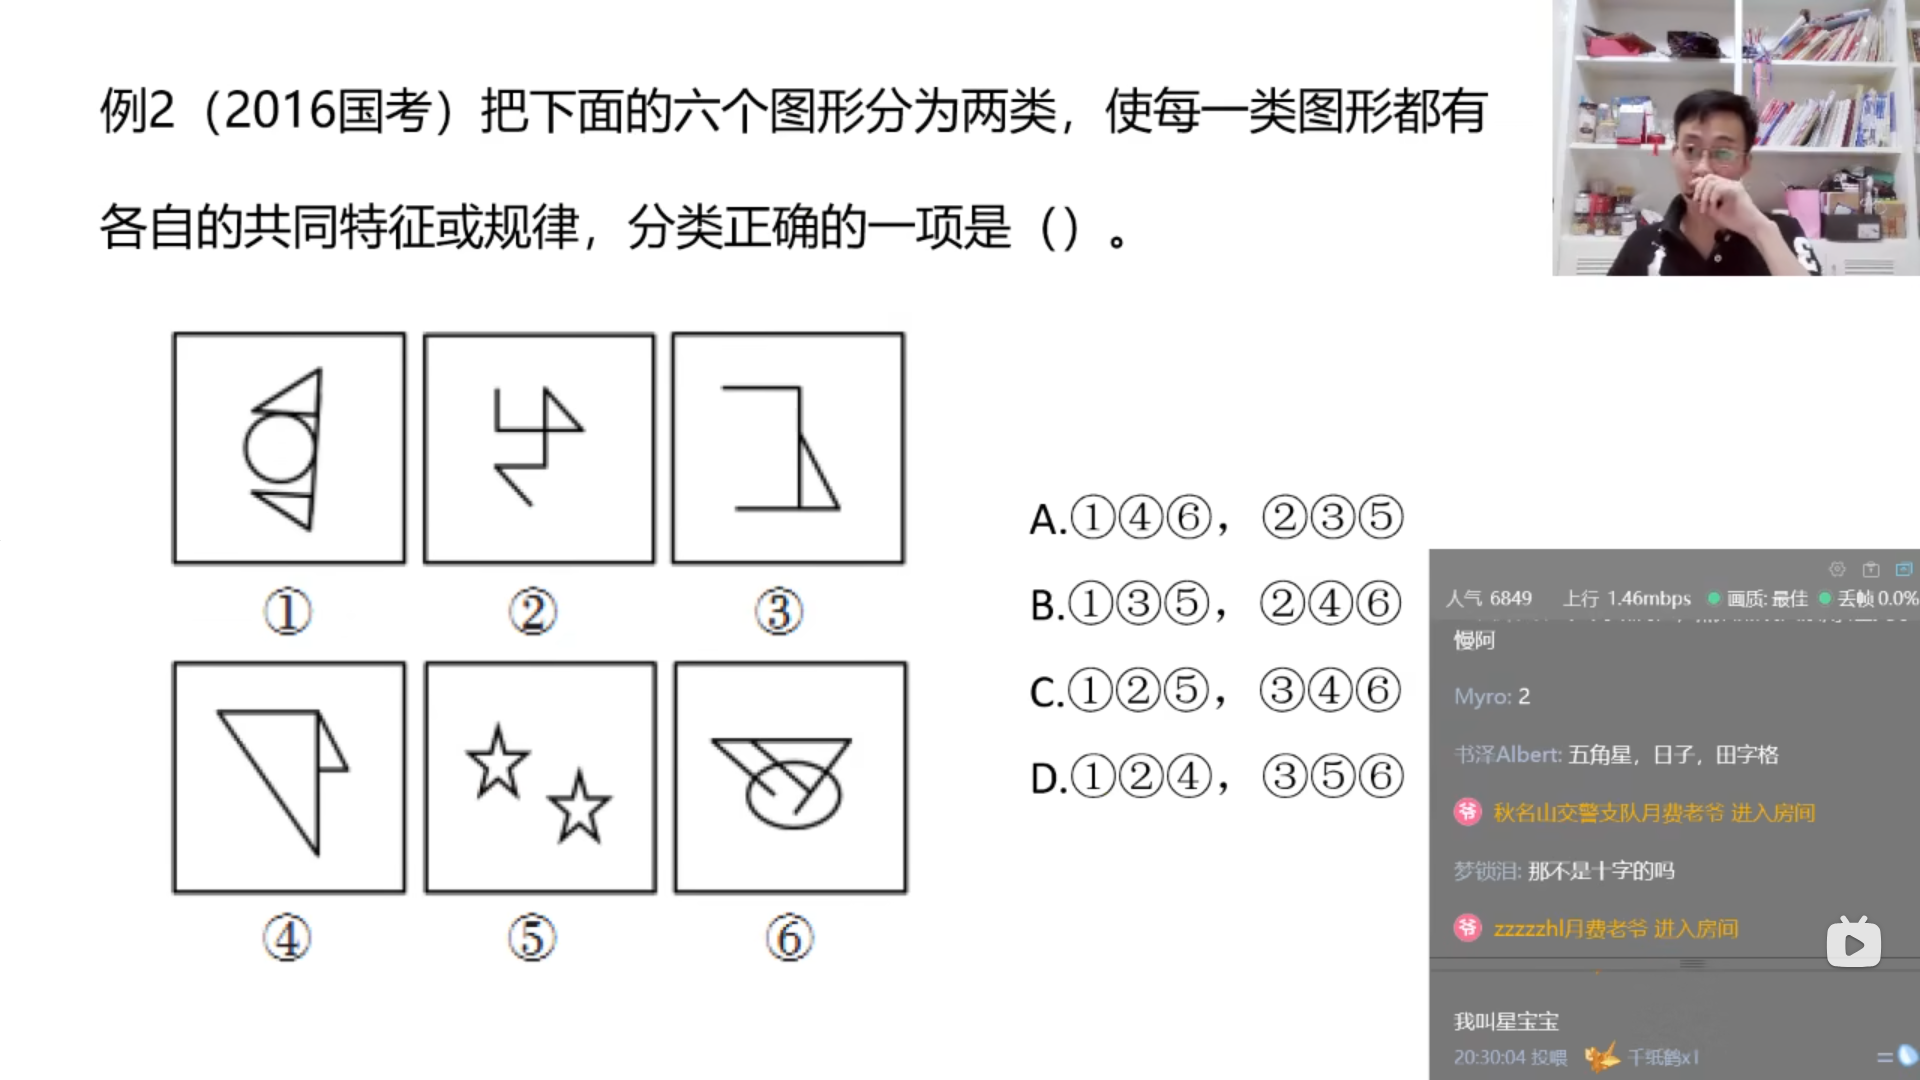 例2（2016国考）把下面的六个图形分为两类，使每一类图形都有
各自的共同特征或规律，分类正确的一项是（）。
① ② ③
④ ⑤ ⑥
A.①④⑥，②③⑤
B.①③⑤，②④⑥
C.①②⑤，③④⑥
D.①②④，③⑤⑥
人气 6849 上行 1.46mbps 画质: 最佳 丢帧 0.0%
慢阿
Myro: 2
书泽Albert: 五角星，日子，田字格
爷 秋名山交警支队月费老爷 进入房间
梦锁泪: 那不是十字的吗
爷 zzzzzhl月费老爷 进入房间
我叫星宝宝
20:30:04 投喂 千纸鹤x1